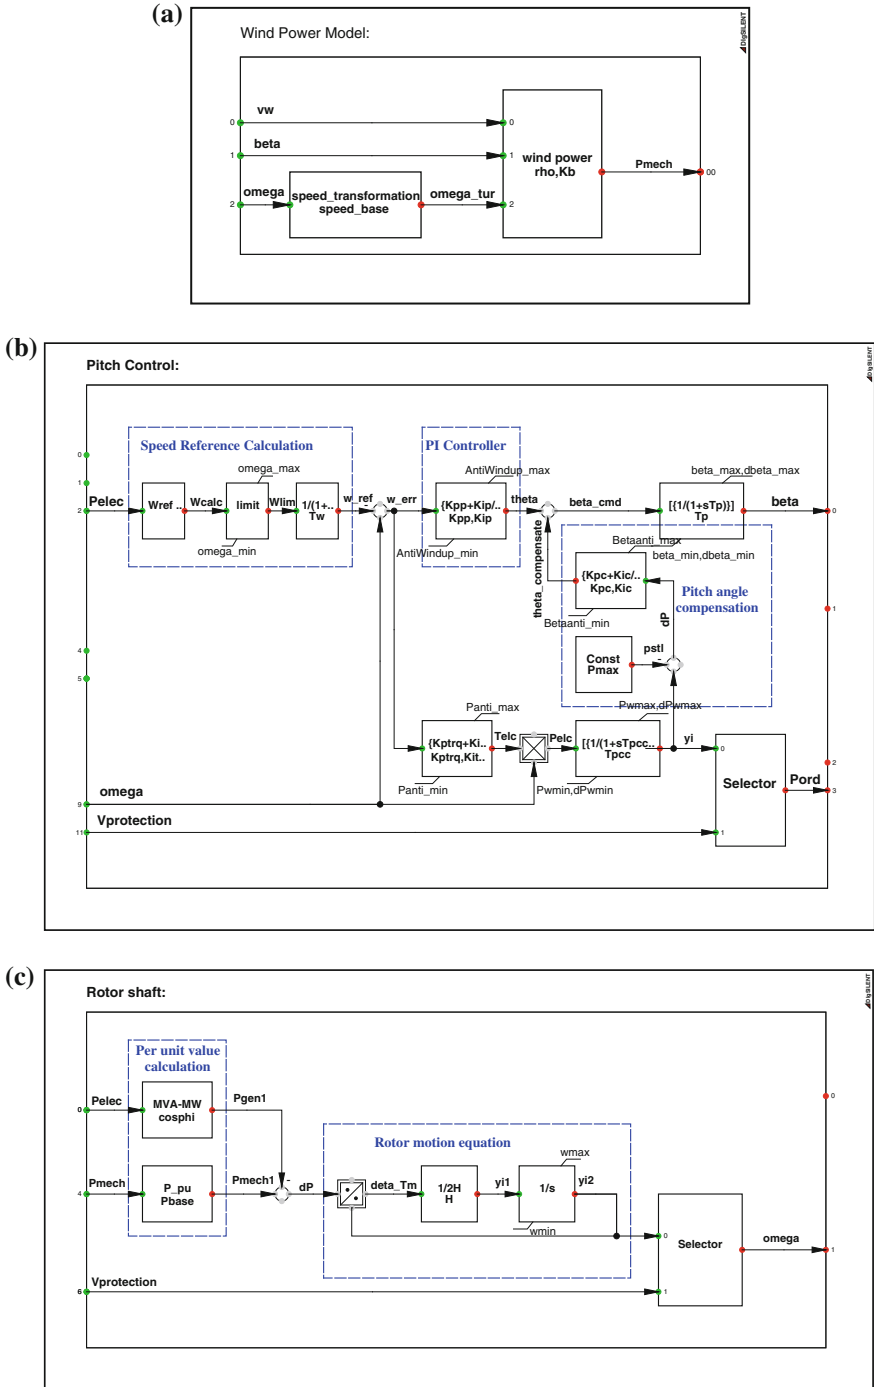 (a)
Wind Power Model:
DIgSILENT
vw
0
0
beta
1
1
wind power
rho,Kb
Pmech
00
omega
speed_transformation
speed_base
omega_tur
2
2
(b)
Pitch Control:
DIgSILENT
Speed Reference Calculation
PI Controller
0
omega_max
AntiWindup_max
beta_max,dbeta_max
1
Pelec
Wcalc
Wlim
w_ref
w_err
theta
beta_cmd
beta
2
Wref ..
limit
1/(1+..
Tw
-
{Kpp+Kip/..
Kpp,Kip
[{1/(1+sTp)}]
Tp
0
omega_min
AntiWindup_min
theta_compensate
Betaanti_max
beta_min,dbeta_min
{Kpc+Kic/..
Kpc,Kic
Pitch angle
compensation
Betaanti_min
dP
1
4
5
Const
Pmax
pstl
-
Panti_max
Pwmax,dPwmax
{Kptrq+Ki..
Kptrq,Kit..
Telc
Pelc
[{1/(1+sTpcc..
Tpcc
yi
0
2
Panti_min
Pwmin,dPwmin
Selector
Pord
3
omega
9
Vprotection
11
1
(c)
Rotor shaft:
DIgSILENT
Per unit value
calculation
Pelec
0
MVA-MW
cosphi
Pgen1
0
Rotor motion equation
-
wmax
Pmech
4
P_pu
Pbase
Pmech1
dP
deta_Tm
1/2H
H
yi1
1/s
yi2
wmin
0
Selector
omega
1
Vprotection
6
1